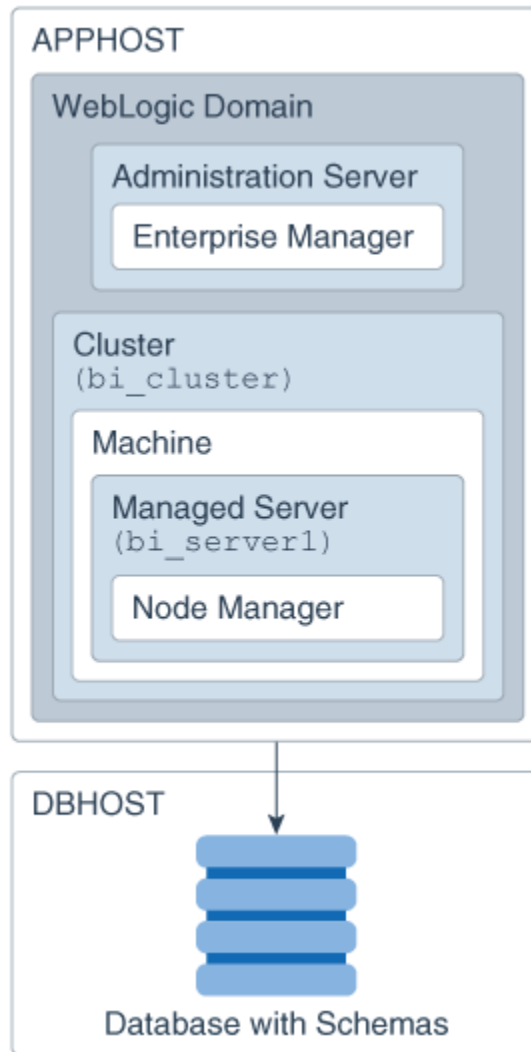 APPHOST
WebLogic Domain
Administration Server
Enterprise Manager
Cluster
(bi_cluster)
Machine
Managed Server
(bi_server1)
Node Manager
DBHOST
Database with Schemas